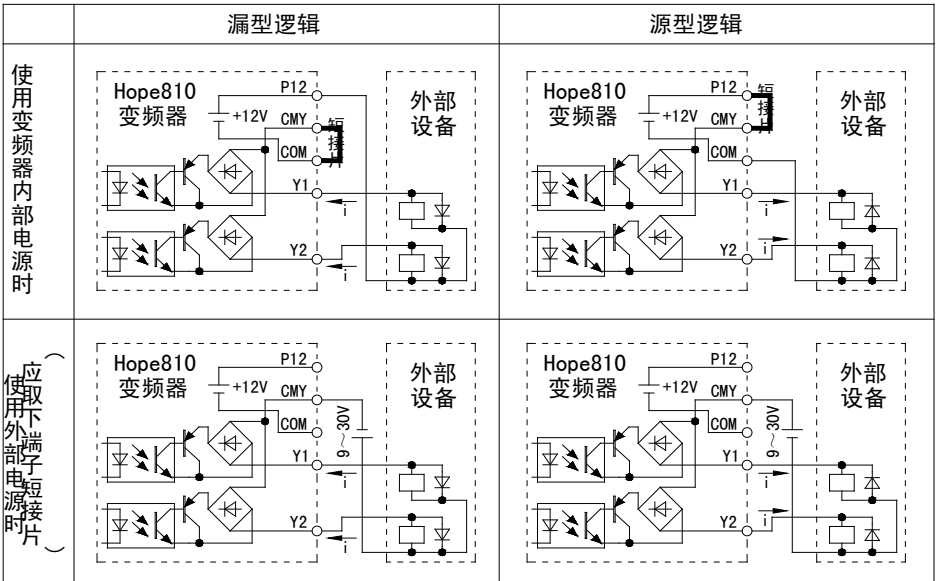 漏型逻辑
源型逻辑
使用变频器内部电源时
Hope810
变频器
P12
+12V
CMY
COM
短接片
Y1
i
Y2
i
外部
设备
Hope810
变频器
P12
+12V
CMY
COM
短接片
Y1
i
Y2
i
外部
设备
使用外部电源时
（应取下端子短接片）
Hope810
变频器
P12
+12V
CMY
COM
9～30V
Y1
i
Y2
i
外部
设备
Hope810
变频器
P12
+12V
CMY
COM
9～30V
Y1
i
Y2
i
外部
设备